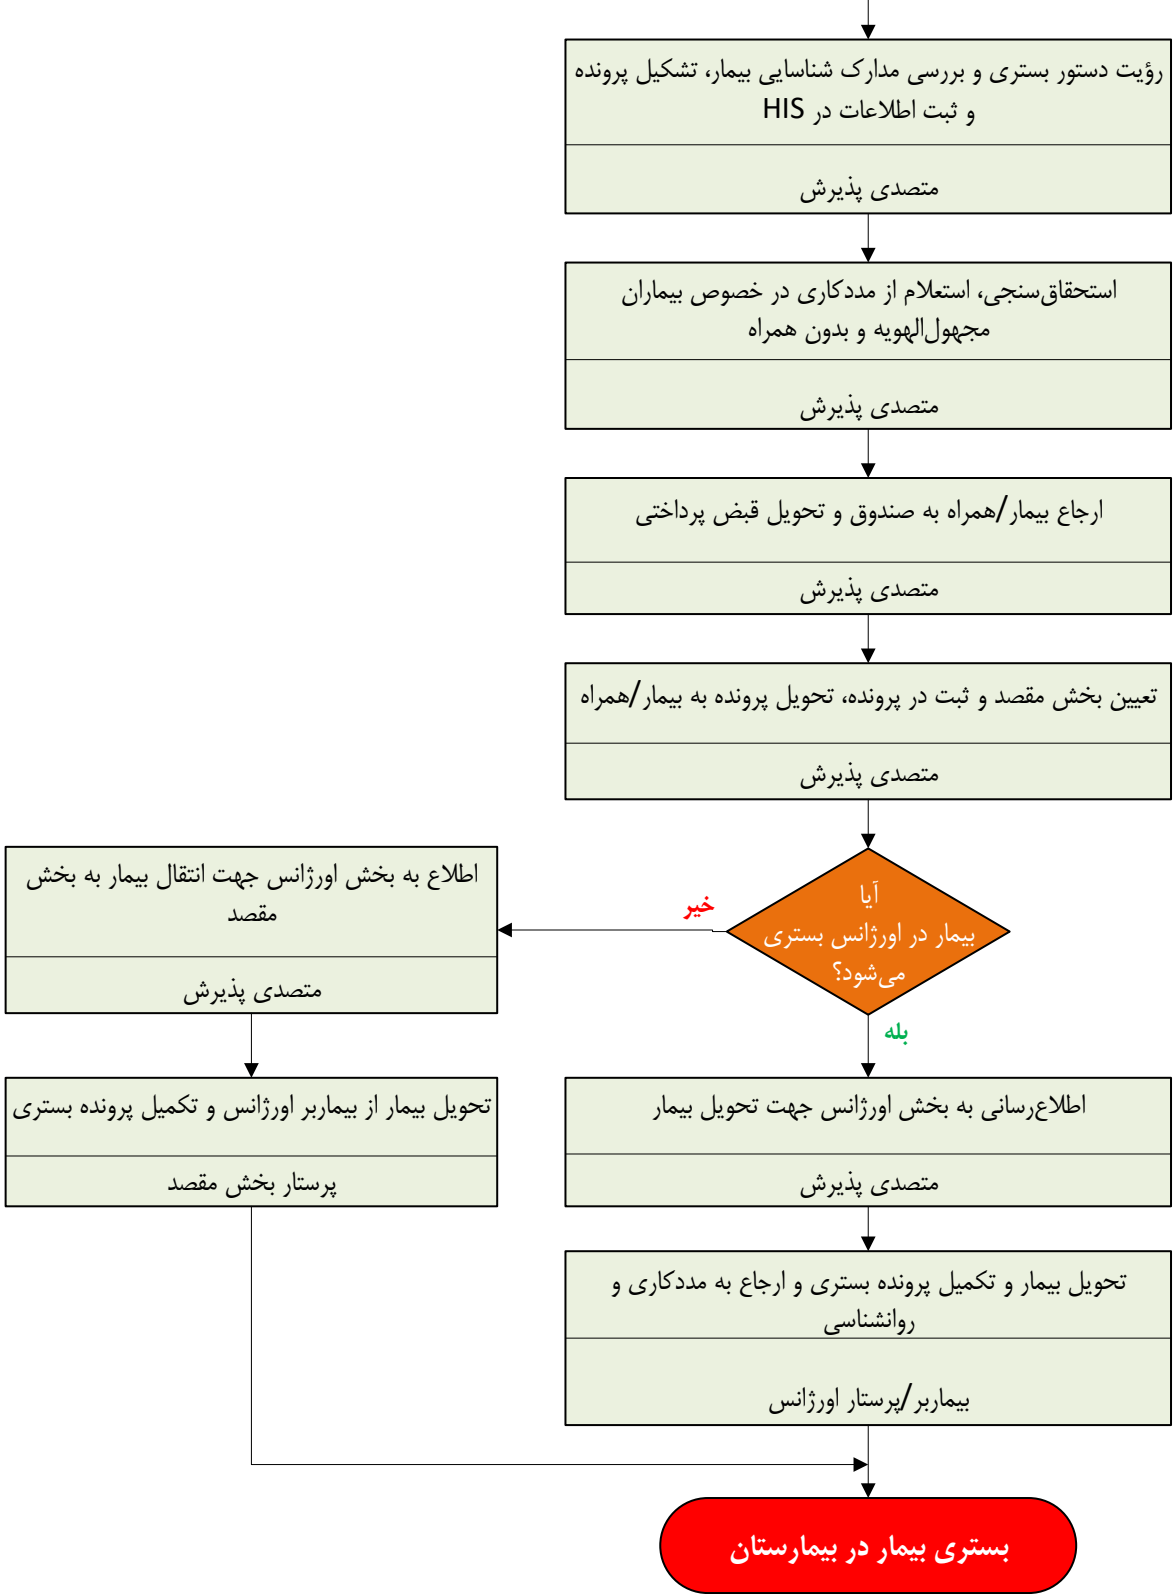 رؤیت دستور بستری و بررسی مدارک شناسایی بیمار، تشکیل پرونده
و ثبت اطلاعات در HIS
متصدی پذیرش
استحقاق‌سنجی، استعلام از مددکاری در خصوص بیماران
مجهول‌الهویه و بدون همراه
متصدی پذیرش
ارجاع بیمار/همراه به صندوق و تحویل قبض پرداختی
متصدی پذیرش
تعیین بخش مقصد و ثبت در پرونده، تحویل پرونده به بیمار/همراه
متصدی پذیرش
آیا
بیمار در اورژانس بستری
می‌شود؟
خیر
بله
اطلاع به بخش اورژانس جهت انتقال بیمار به بخش
مقصد
متصدی پذیرش
اطلاع‌رسانی به بخش اورژانس جهت تحویل بیمار
متصدی پذیرش
تحویل بیمار از بیماربر اورژانس و تکمیل پرونده بستری
پرستار بخش مقصد
تحویل بیمار و تکمیل پرونده بستری و ارجاع به مددکاری و
روانشناسی
بیماربر/پرستار اورژانس
بستری بیمار در بیمارستان